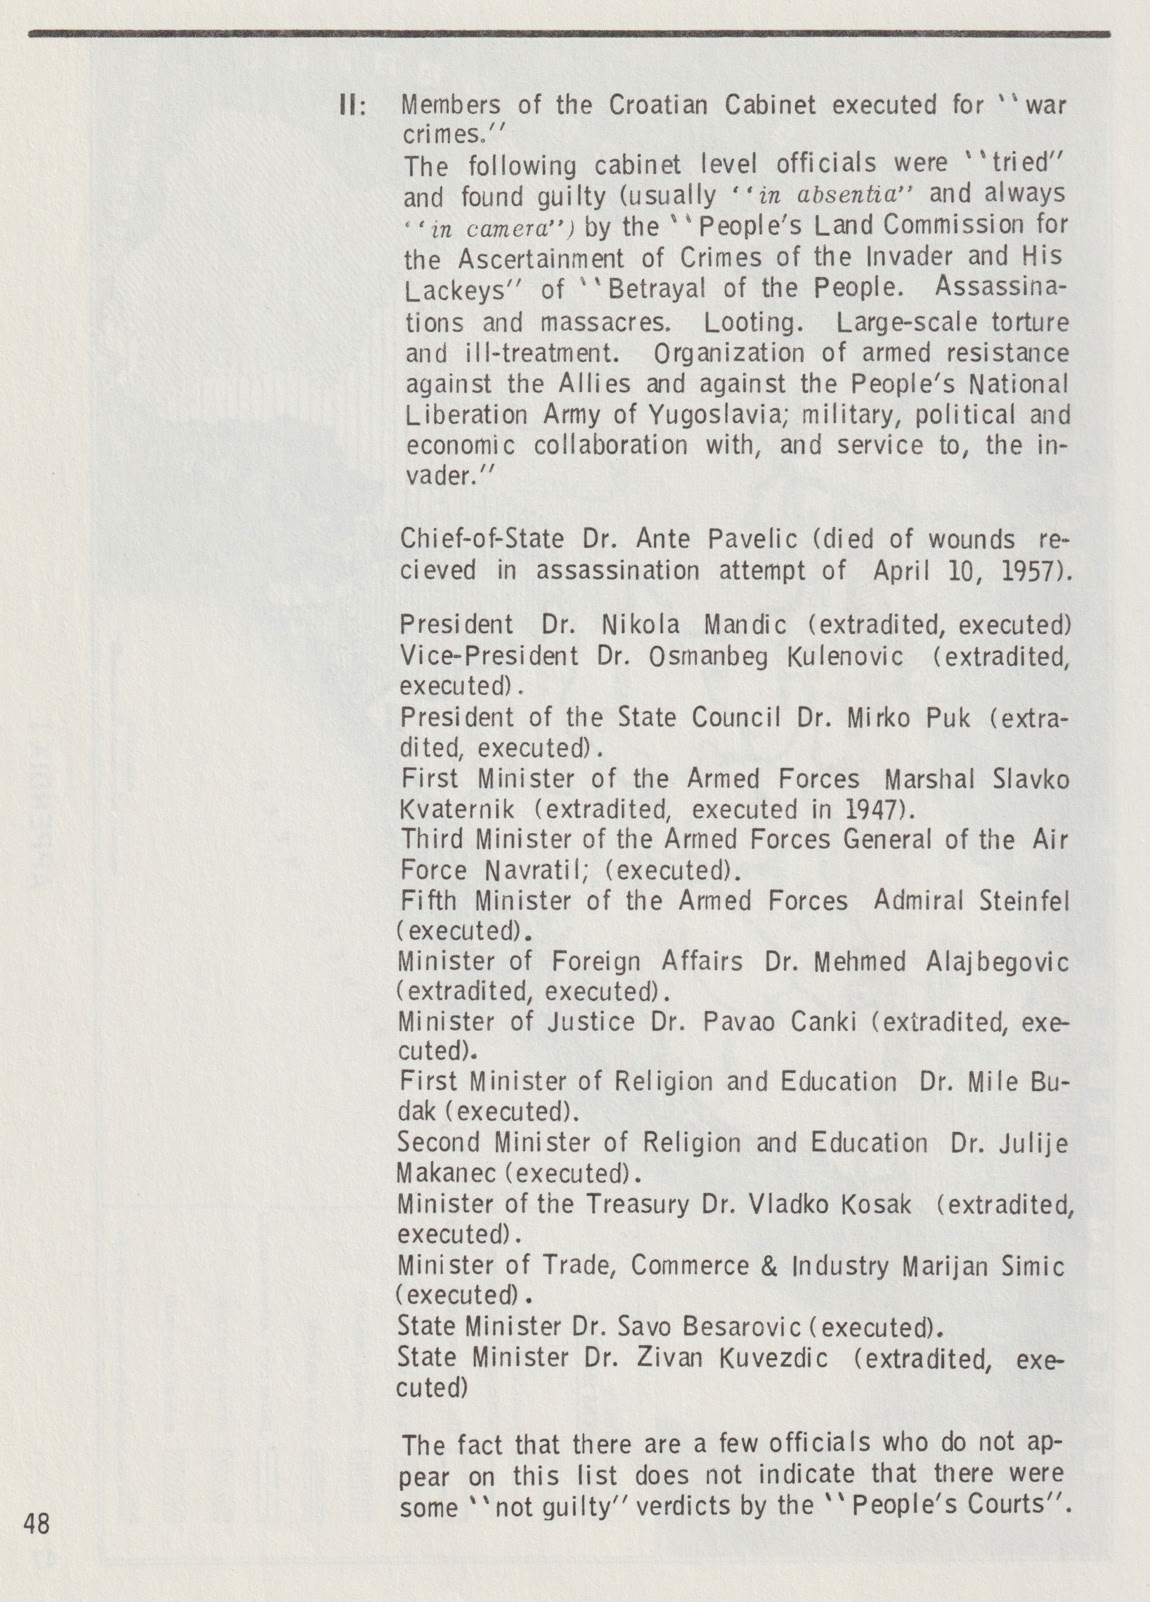 II: Members of the Croatian Cabinet executed for ‘‘war
crimes.’’
The following cabinet level officials were ‘‘tried’’
and found guilty (usually ‘‘in absentia’’ and always
‘‘in camera’’) by the ‘‘People's Land Commission for
the Ascertainment of Crimes of the Invader and His
Lackeys’’ of ‘‘Betrayal of the People. Assassina-
tions and massacres. Looting. Large-scale torture
and ill-treatment. Organization of armed resistance
against the Allies and against the People's National
Liberation Army of Yugoslavia; military, political and
economic collaboration with, and service to, the in-
vader.’’
Chief-of-State Dr. Ante Pavelic (died of wounds re-
cieved in assassination attempt of April 10, 1957).
President Dr. Nikola Mandic (extradited, executed)
Vice-President Dr. Osmanbeg Kulenovic (extradited,
executed).
President of the State Council Dr. Mirko Puk (extra-
dited, executed).
First Minister of the Armed Forces Marshal Slavko
Kvaternik (extradited, executed in 1947).
Third Minister of the Armed Forces General of the Air
Force Navratil; (executed).
Fifth Minister of the Armed Forces Admiral Steinfel
(executed).
Minister of Foreign Affairs Dr. Mehmed Alajbegovic
(extradited, executed).
Minister of Justice Dr. Pavao Canki (extradited, exe-
cuted).
First Minister of Religion and Education Dr. Mile Bu-
dak (executed).
Second Minister of Religion and Education Dr. Julije
Makanec (executed).
Minister of the Treasury Dr. Vladko Kosak (extradited,
executed).
Minister of Trade, Commerce & Industry Marijan Simic
(executed).
State Minister Dr. Savo Besarovic (executed).
State Minister Dr. Zivan Kuvezdic (extradited, exe-
cuted)
The fact that there are a few officials who do not ap-
pear on this list does not indicate that there were
some ‘‘not guilty’’ verdicts by the ‘‘People's Courts’’.
48